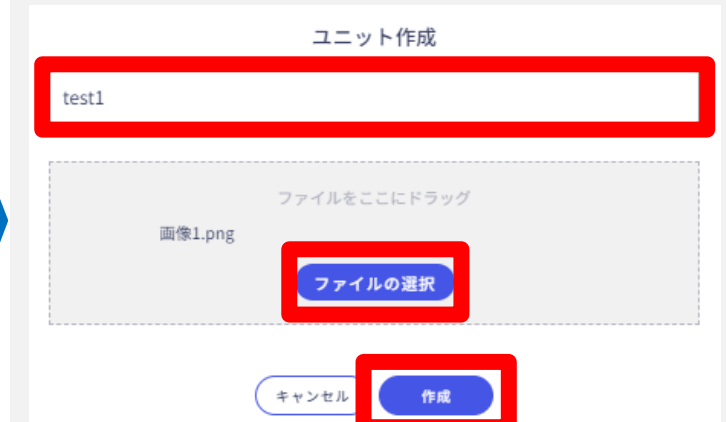 ユニット作成
test1
ファイルをここにドラッグ
画像1.png
ファイルの選択
キャンセル 作成